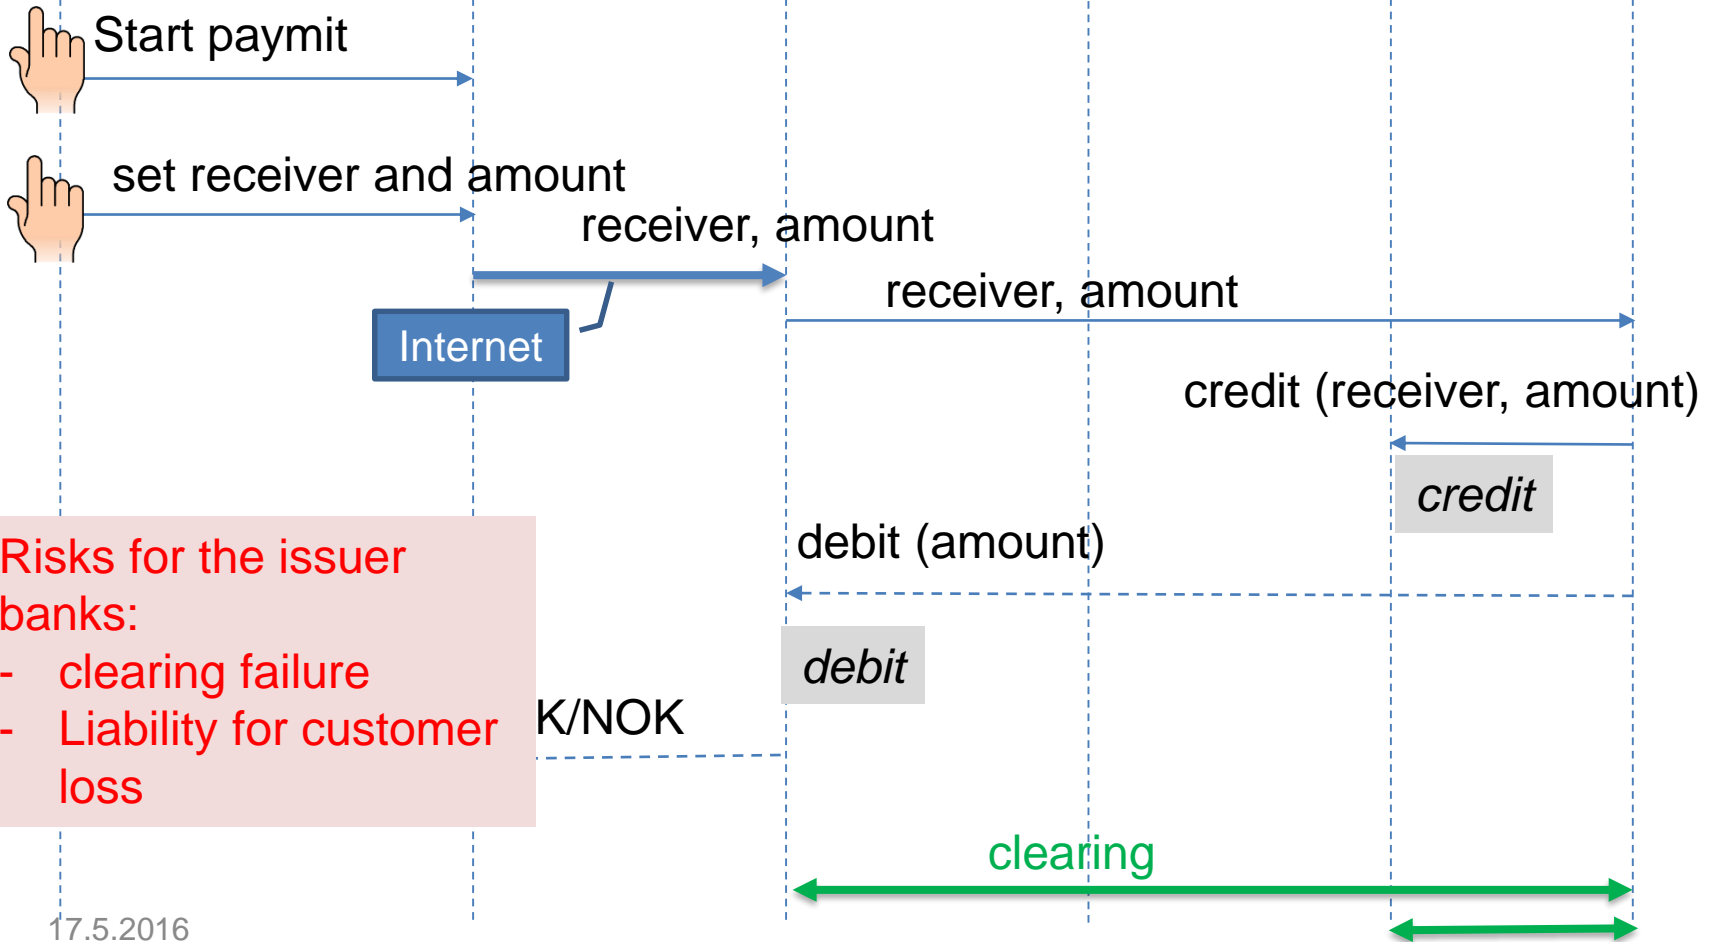 Start paymit
set receiver and amount
receiver, amount
receiver, amount
Internet
credit (receiver, amount)
credit
debit (amount)
Risks for the issuer
banks:
- clearing failure
- Liability for customer
loss
debit
K/NOK
clearing
17.5.2016